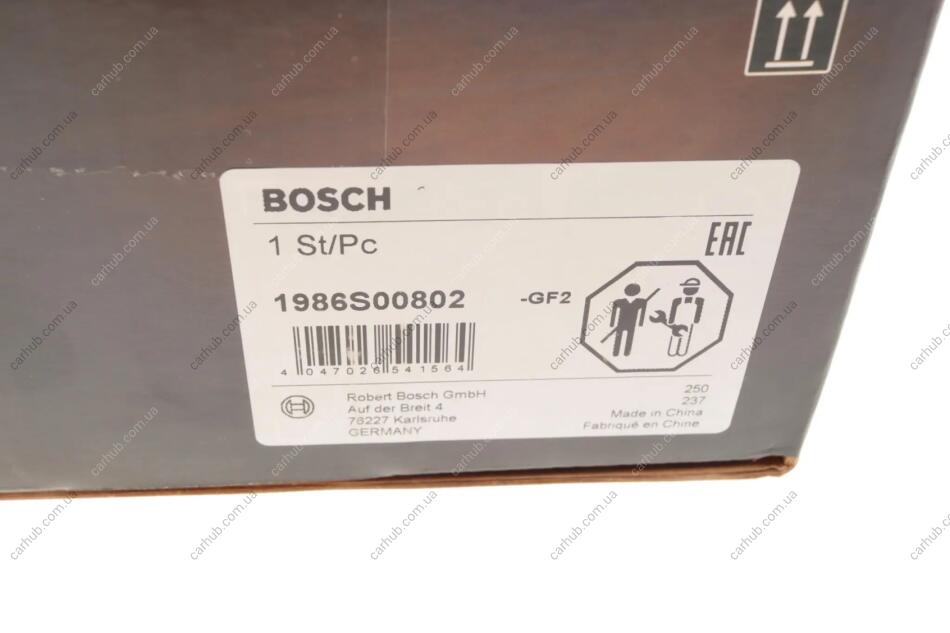 BOSCH
1 St/Pc
EAC
1986S00802
-GF2
4 047026 541564
Robert Bosch GmbH
Auf der Breit 4
76227 Karlsruhe
GERMANY
250
237
Made in China
Fabriqué en Chine
carhub.com.ua